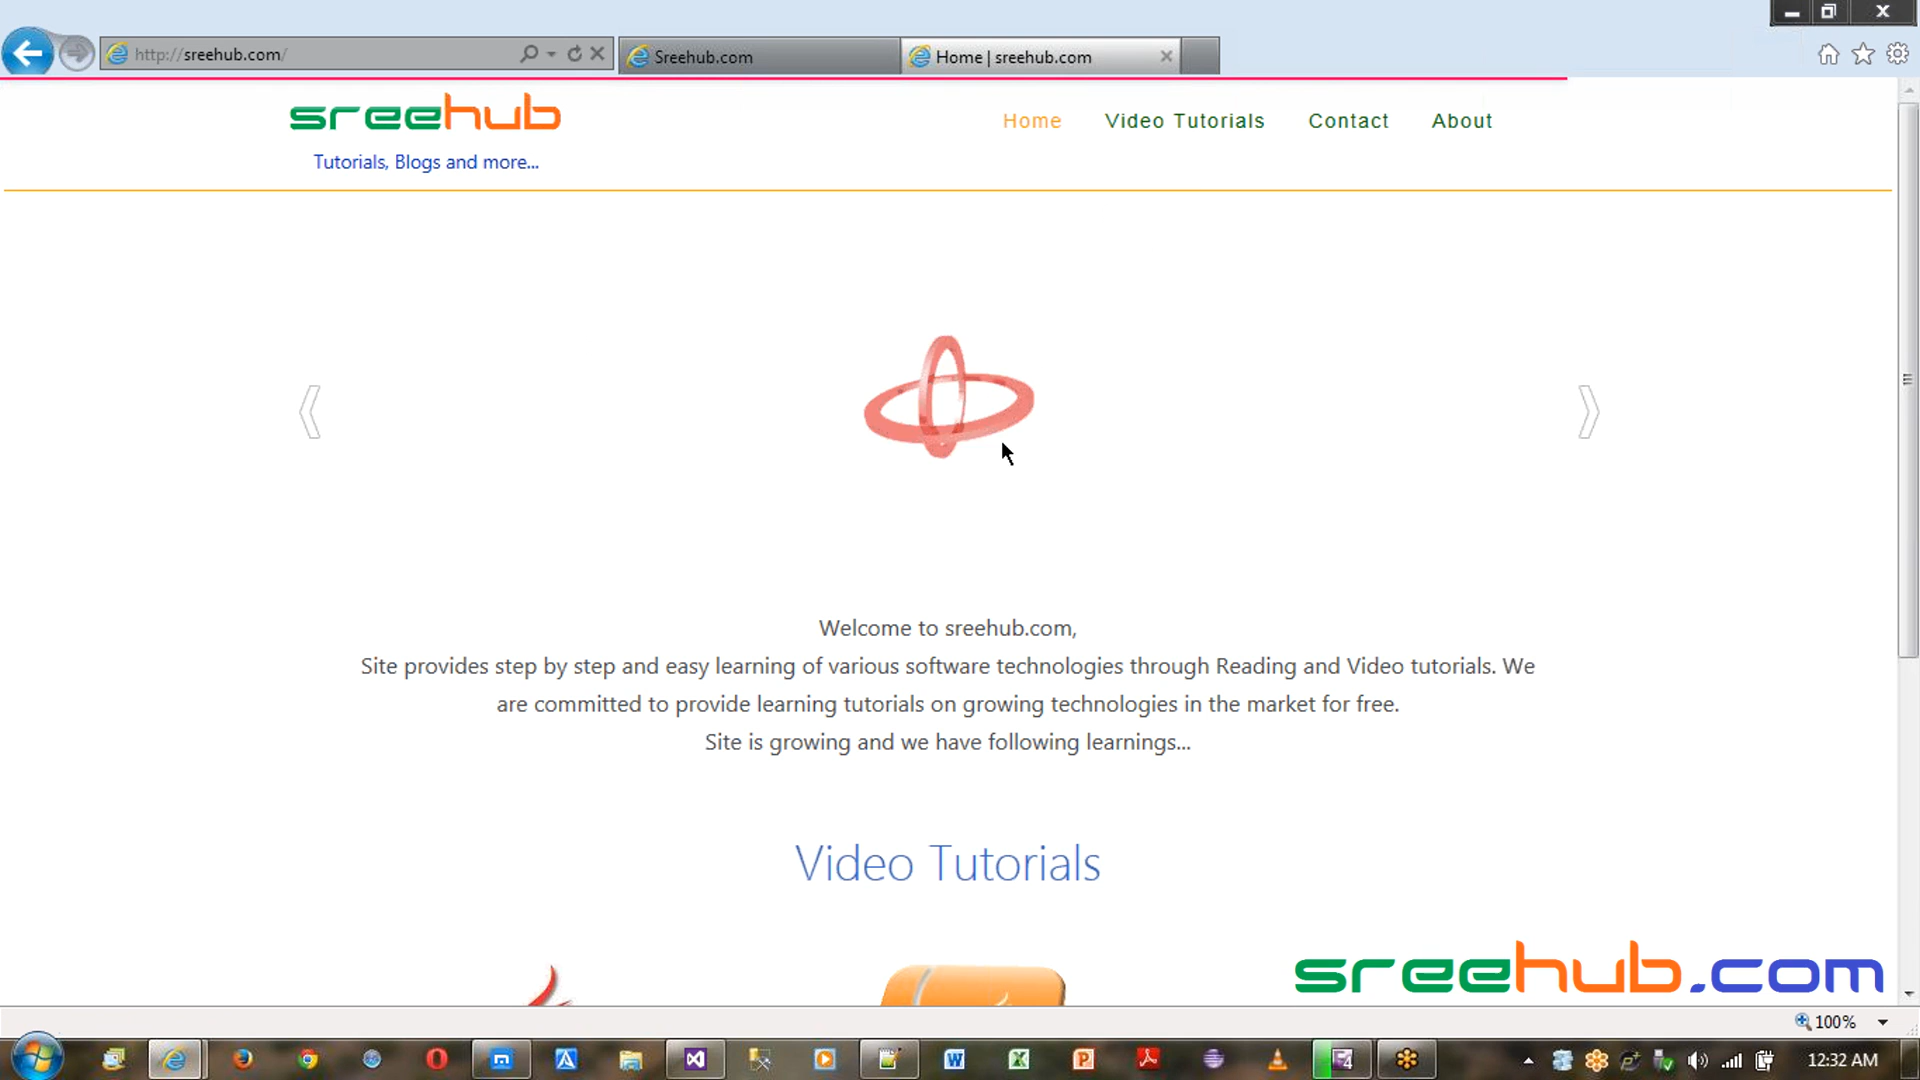 http://sreehub.com/
Sreehub.com
Home | sreehub.com
sreehub
Tutorials, Blogs and more...
Home
Video Tutorials
Contact
About
Welcome to sreehub.com,
Site provides step by step and easy learning of various software technologies through Reading and Video tutorials. We
are committed to provide learning tutorials on growing technologies in the market for free.
Site is growing and we have following learnings...
Video Tutorials
sreehub.com
100%
12:32 AM